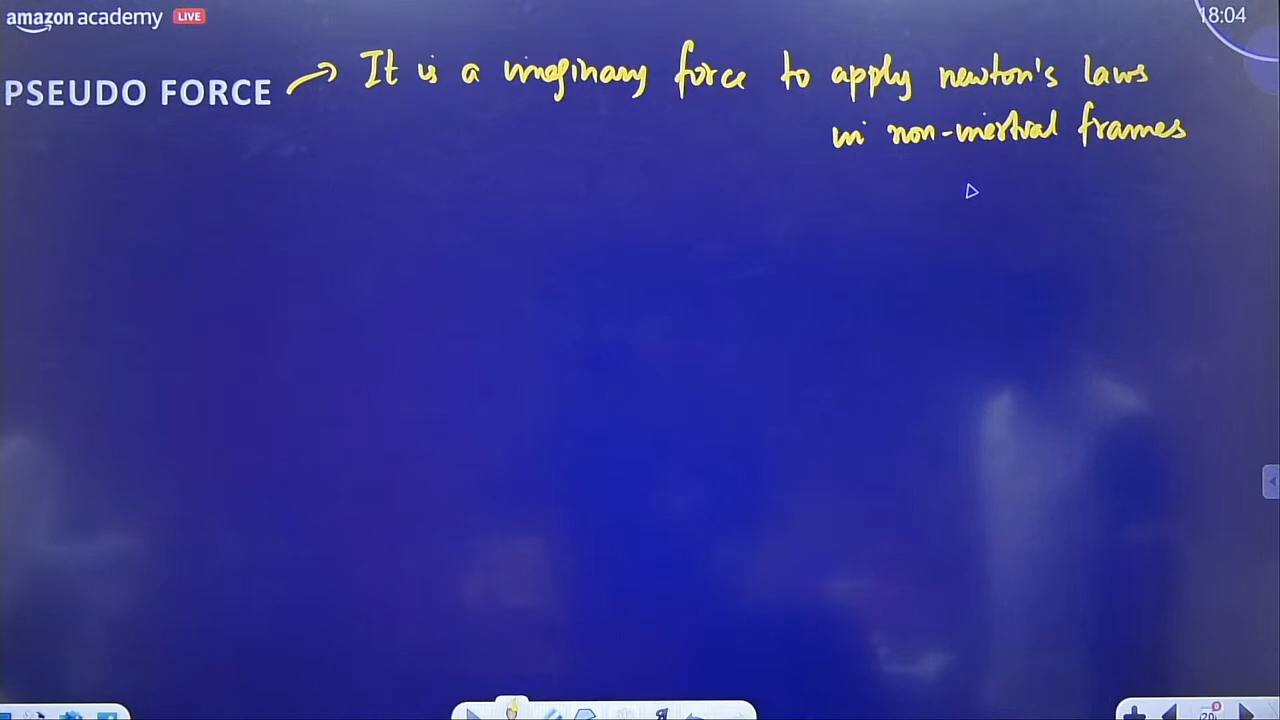 amazon academy LIVE
18:04
PSEUDO FORCE → It is a imaginary force to apply newton's laws
in non-inertial frames
20